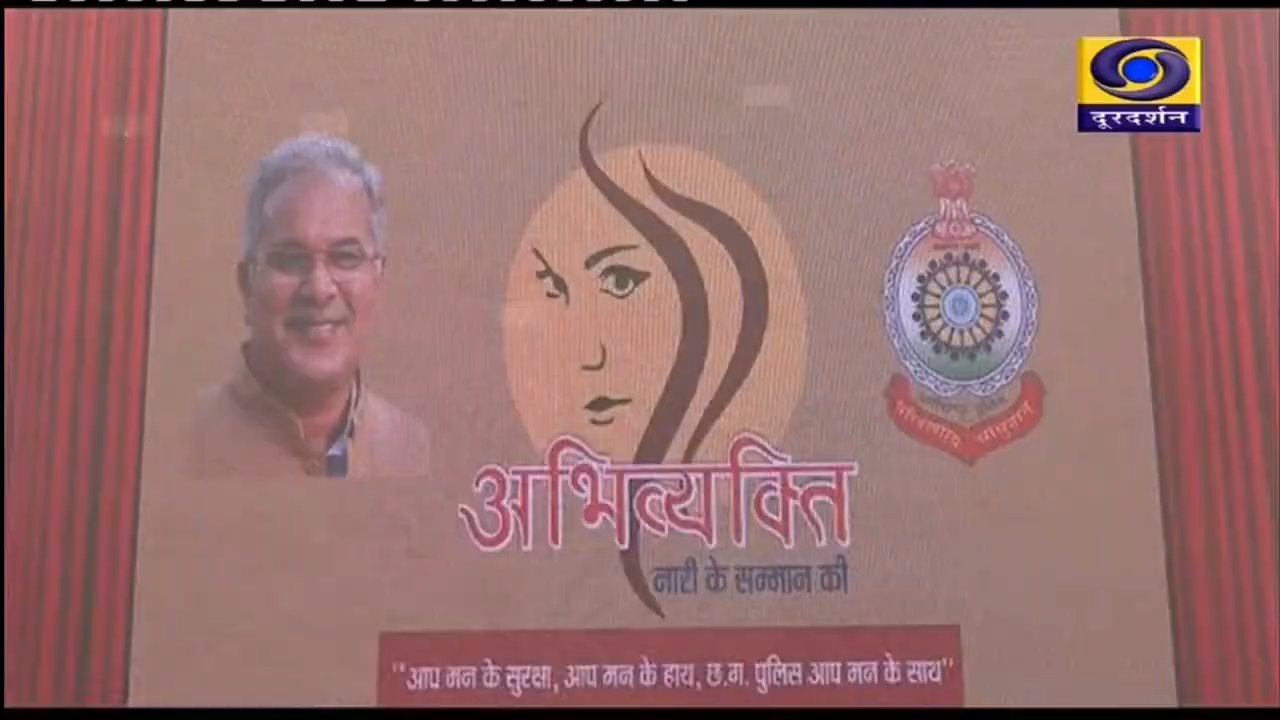 दूरदर्शन
अभिव्यक्ति
नारी के सम्मान की
"आप मन के सुरक्षा, आप मन के हाथ, छ.ग. पुलिस आप मन के साथ"